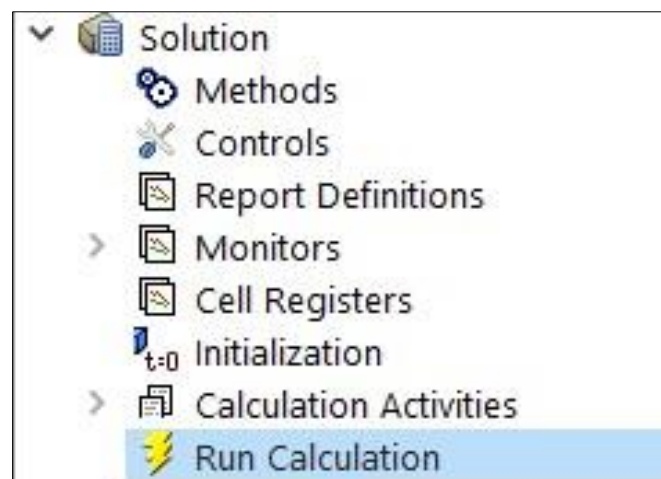 Solution
Methods
Controls
Report Definitions
Monitors
Cell Registers
t=0 Initialization
Calculation Activities
Run Calculation